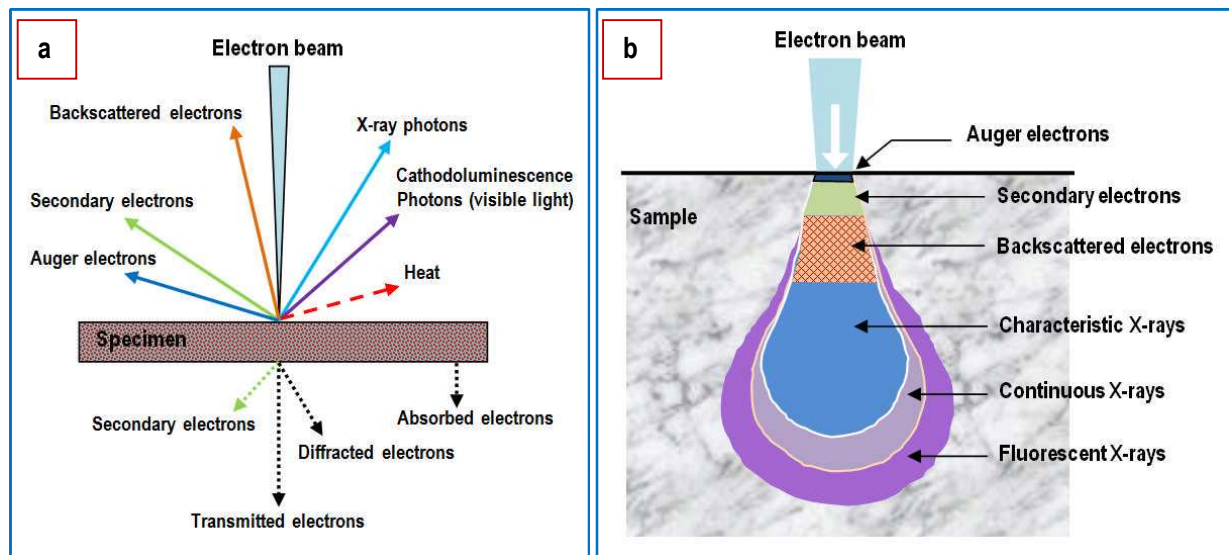 a
Electron beam
Backscattered electrons
X-ray photons
Cathodoluminescence
Photons (visible light)
Secondary electrons
Auger electrons
Heat
Specimen
Secondary electrons
Absorbed electrons
Diffracted electrons
Transmitted electrons
b
Electron beam
Auger electrons
Sample
Secondary electrons
Backscattered electrons
Characteristic X-rays
Continuous X-rays
Fluorescent X-rays